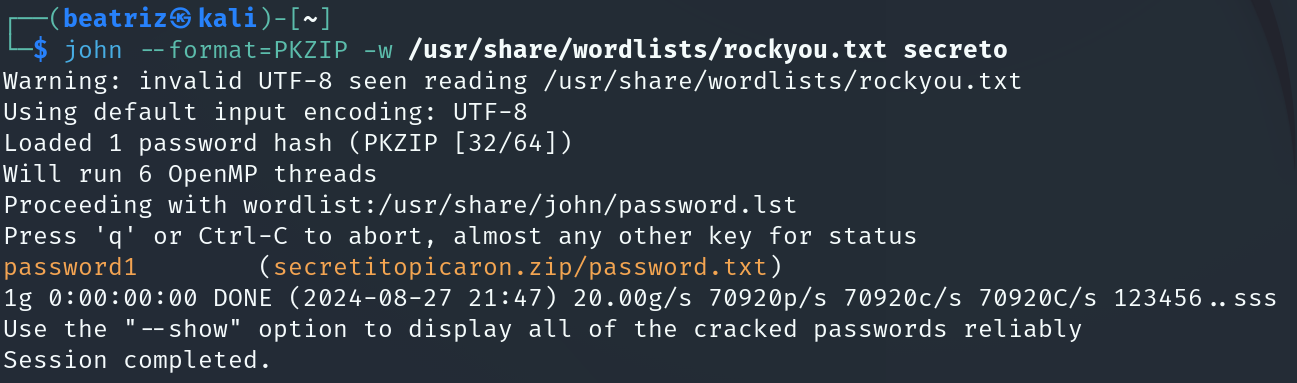 ┌──(beatriz㉿kali)-[~]
└─$ john --format=PKZIP -w /usr/share/wordlists/rockyou.txt secreto
Warning: invalid UTF-8 seen reading /usr/share/wordlists/rockyou.txt
Using default input encoding: UTF-8
Loaded 1 password hash (PKZIP [32/64])
Will run 6 OpenMP threads
Proceeding with wordlist:/usr/share/john/password.lst
Press 'q' or Ctrl-C to abort, almost any other key for status
password1        (secretitopicaron.zip/password.txt)
1g 0:00:00:00 DONE (2024-08-27 21:47) 20.00g/s 70920p/s 70920c/s 70920C/s 123456..sss
Use the "--show" option to display all of the cracked passwords reliably
Session completed.